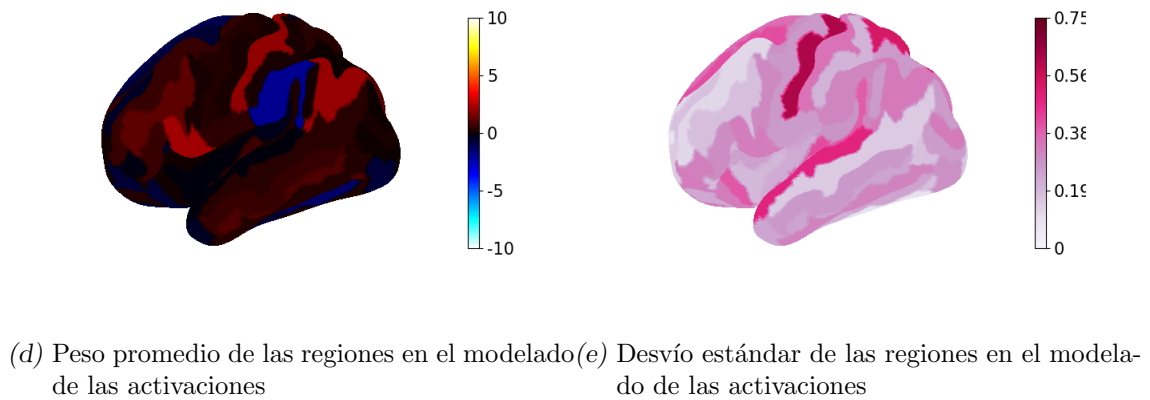 10
5
0
-5
-10
0.75
0.56
0.38
0.19
0
(d) Peso promedio de las regiones en el modelado
de las activaciones
(e) Desvío estándar de las regiones en el modela-
do de las activaciones